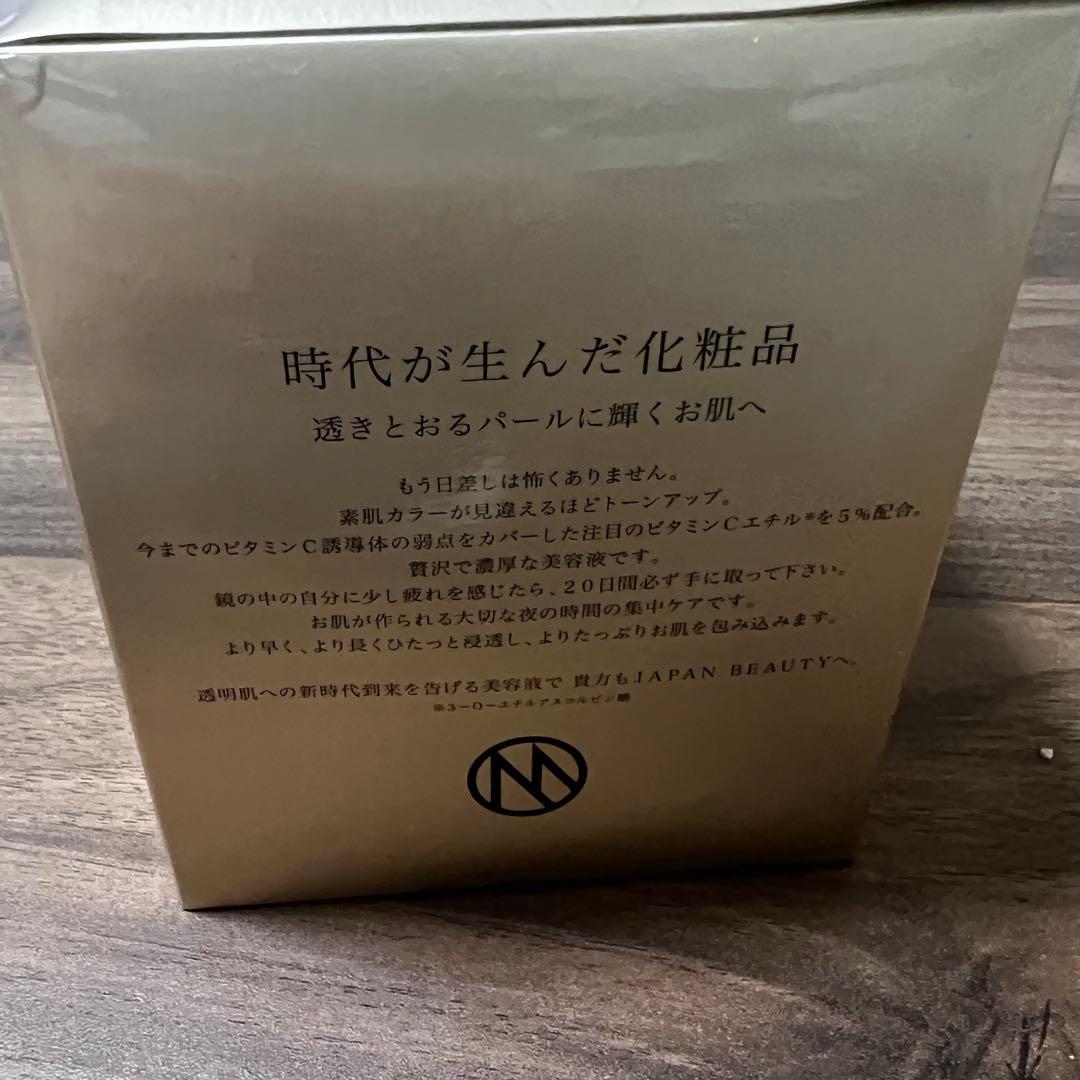 時代が生んだ化粧品
透きとおるパールに輝くお肌へ
もう日差しは怖くありません。
素肌カラーが見違えるほどトーンアップ。
今までのビタミンC誘導体の弱点をカバーした注目のビタミンCエチル※を5%配合。
贅沢で濃厚な美容液です。
鏡の中の自分に少し疲れを感じたら、20日間必ず手に取って下さい。
お肌が作られる大切な夜の時間の集中ケアです。
より早く、より長くひたっと浸透し、よりたっぷりお肌を包み込みます。
透明肌への新時代到来を告げる美容液で 貴方もJAPAN BEAUTYへ。
※3-O-エチルアスコルビン酸